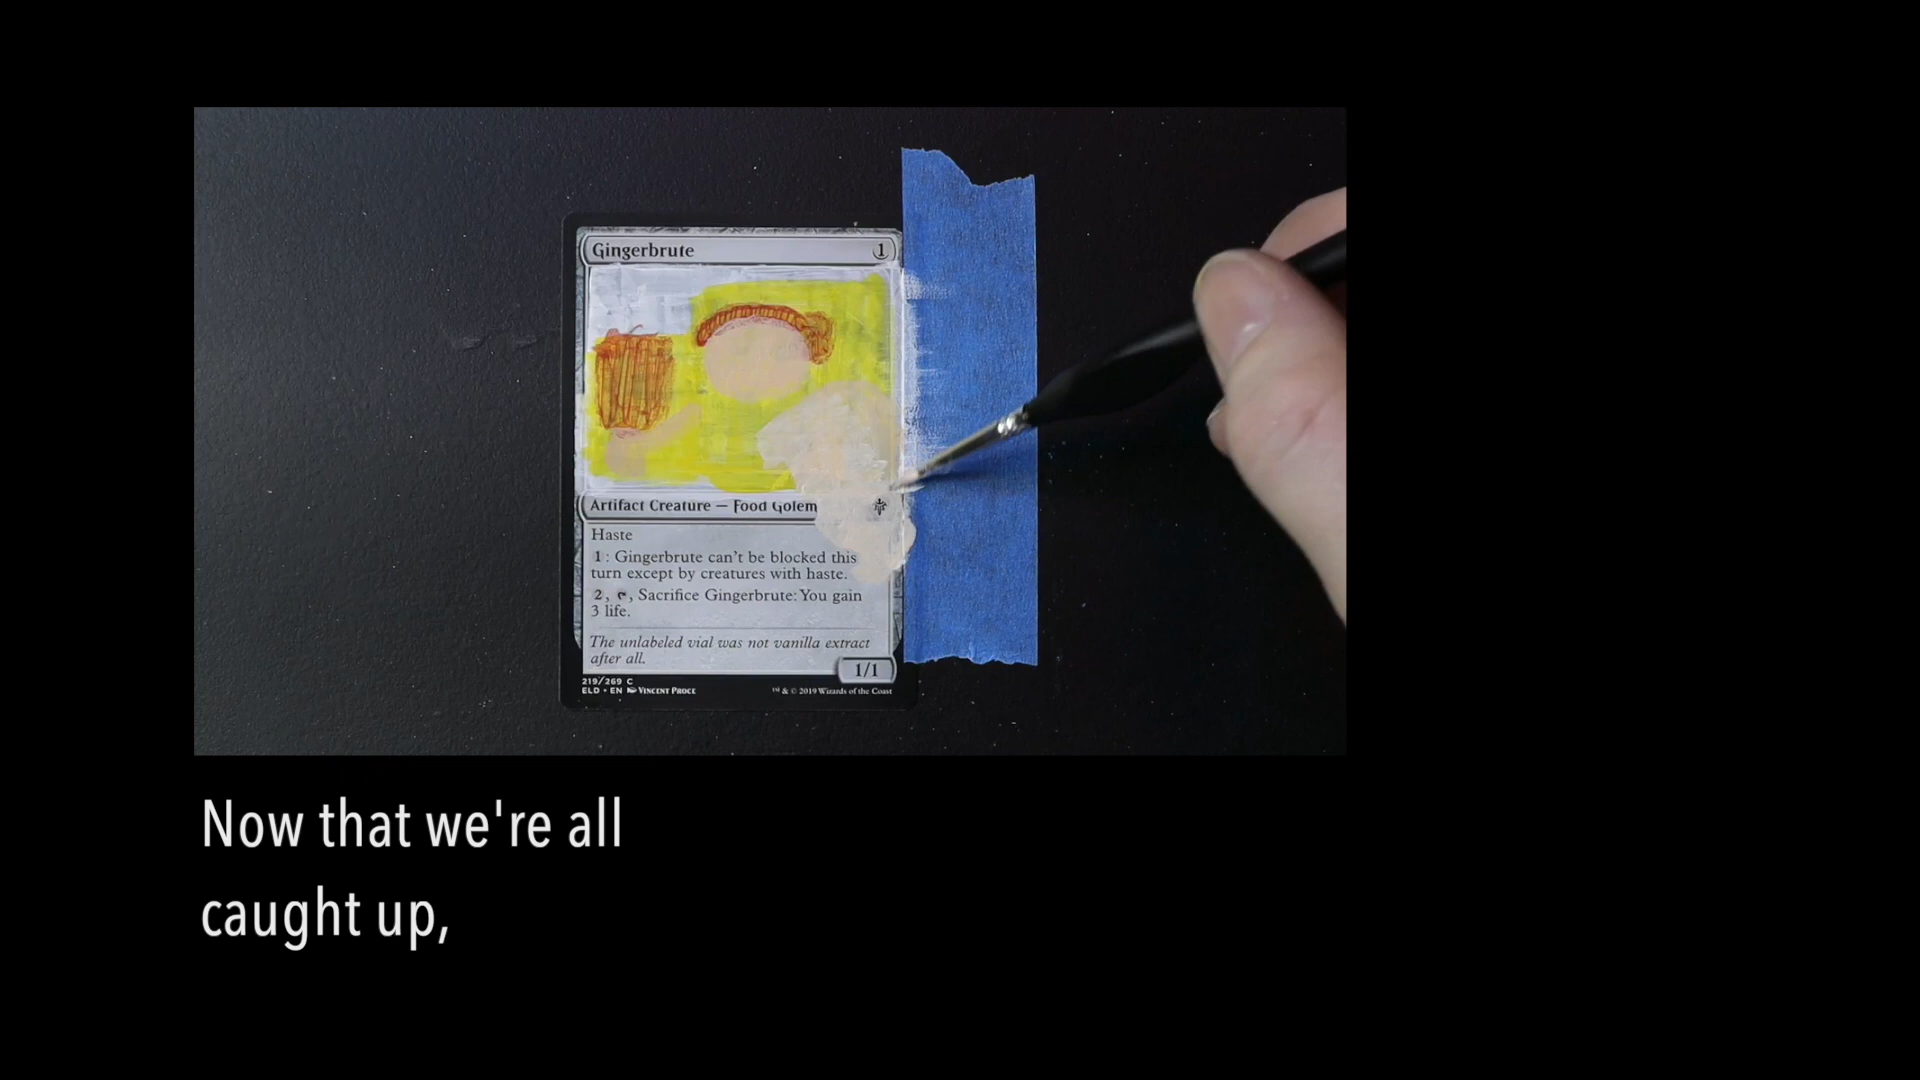 Gingerbrute 1
Artifact Creature — Food Golem
Haste
1: Gingerbrute can't be blocked this
turn except by creatures with haste.
2, , Sacrifice Gingerbrute: You gain
3 life.
The unlabeled vial was not vanilla extract
after all.
1/1
219/269 C
ELD • EN VINCENT PROCE
™ & © 2019 Wizards of the Coast
Now that we're all
caught up,